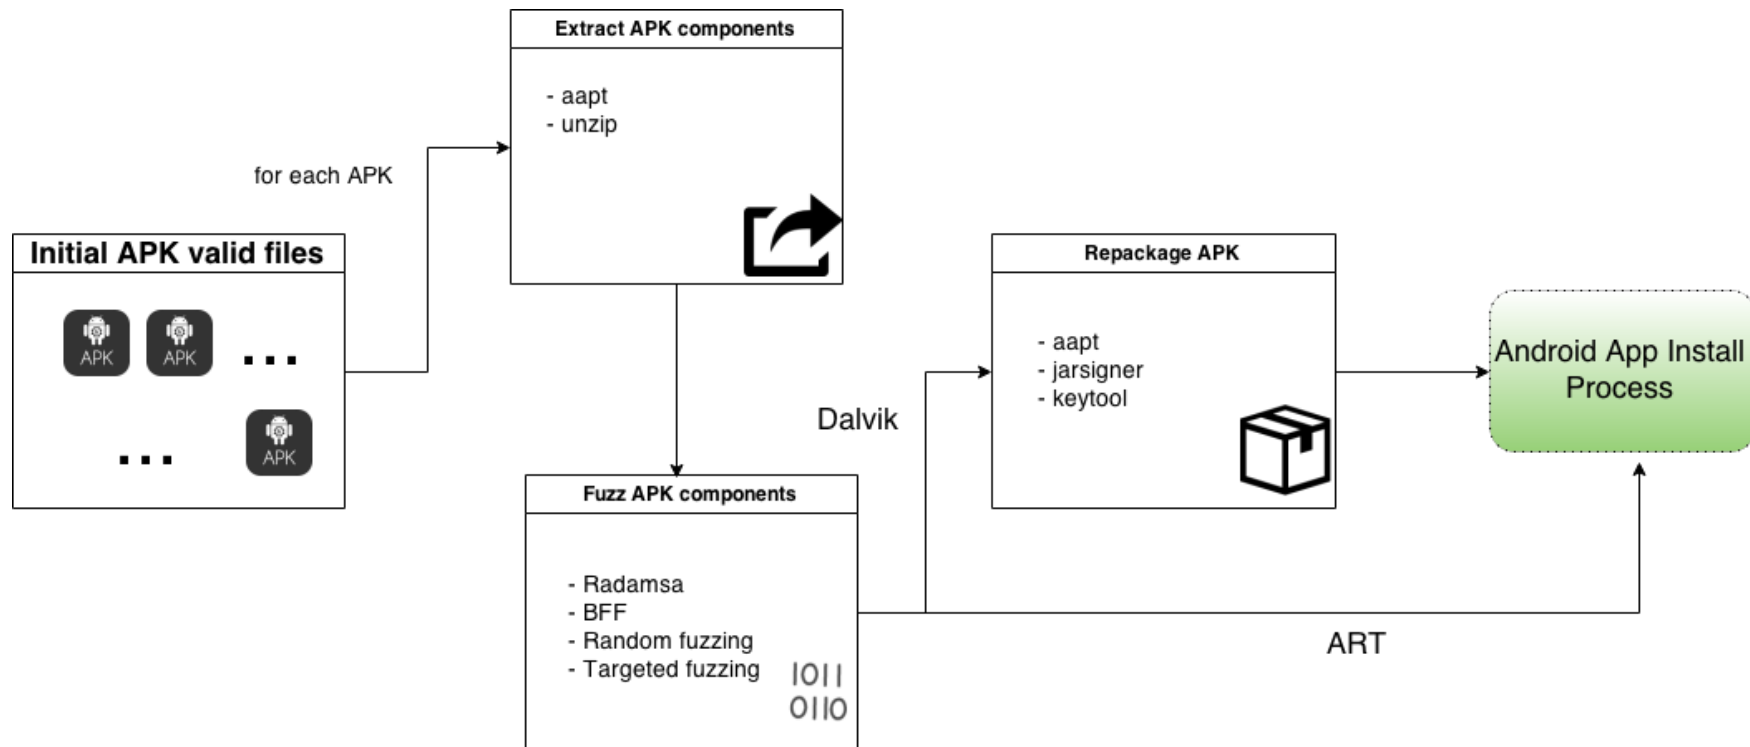 Extract APK components
- aapt
- unzip
for each APK
Initial APK valid files
APK
APK
...
...
APK
Fuzz APK components
- Radamsa
- BFF
- Random fuzzing
- Targeted fuzzing
1011
0110
Dalvik
Repackage APK
- aapt
- jarsigner
- keytool
Android App Install
Process
ART